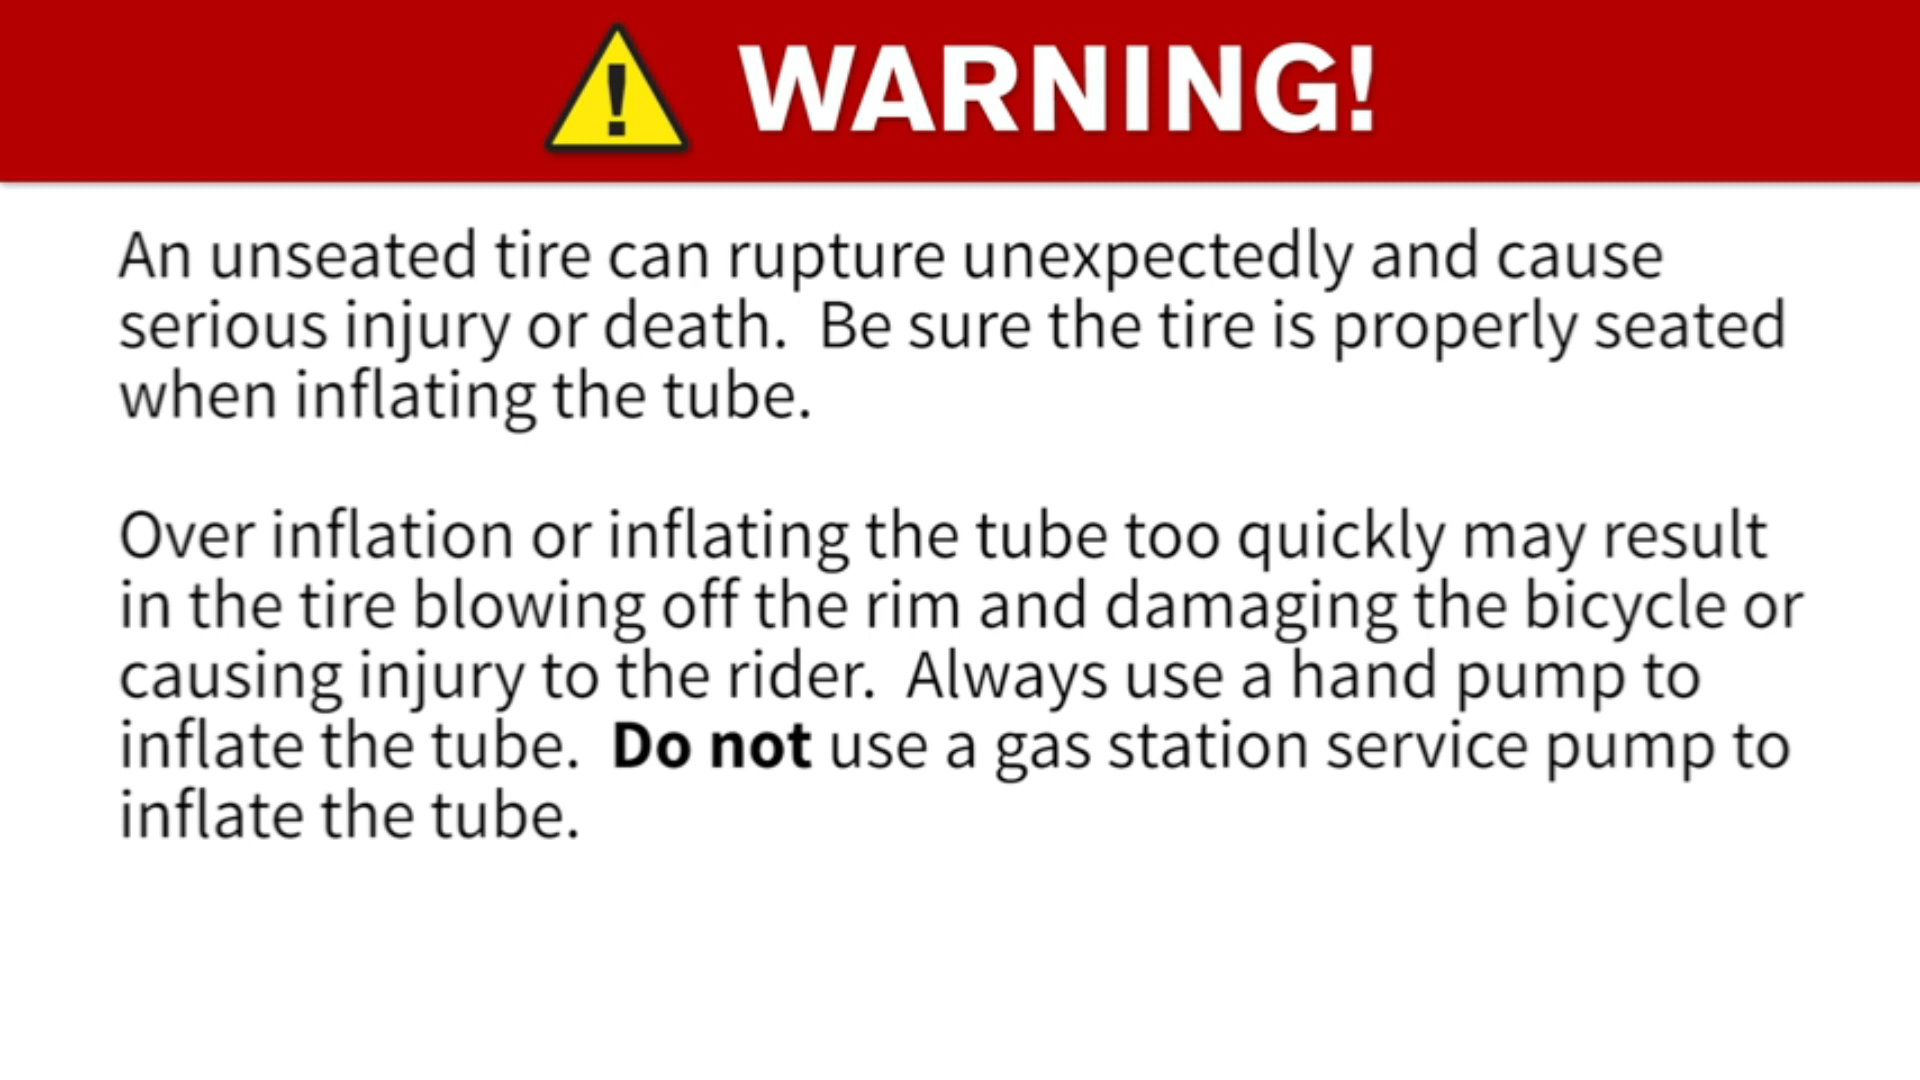 WARNING!
An unseated tire can rupture unexpectedly and cause
serious injury or death.  Be sure the tire is properly seated
when inflating the tube.
Over inflation or inflating the tube too quickly may result
in the tire blowing off the rim and damaging the bicycle or
causing injury to the rider.  Always use a hand pump to
inflate the tube.  Do not use a gas station service pump to
inflate the tube.